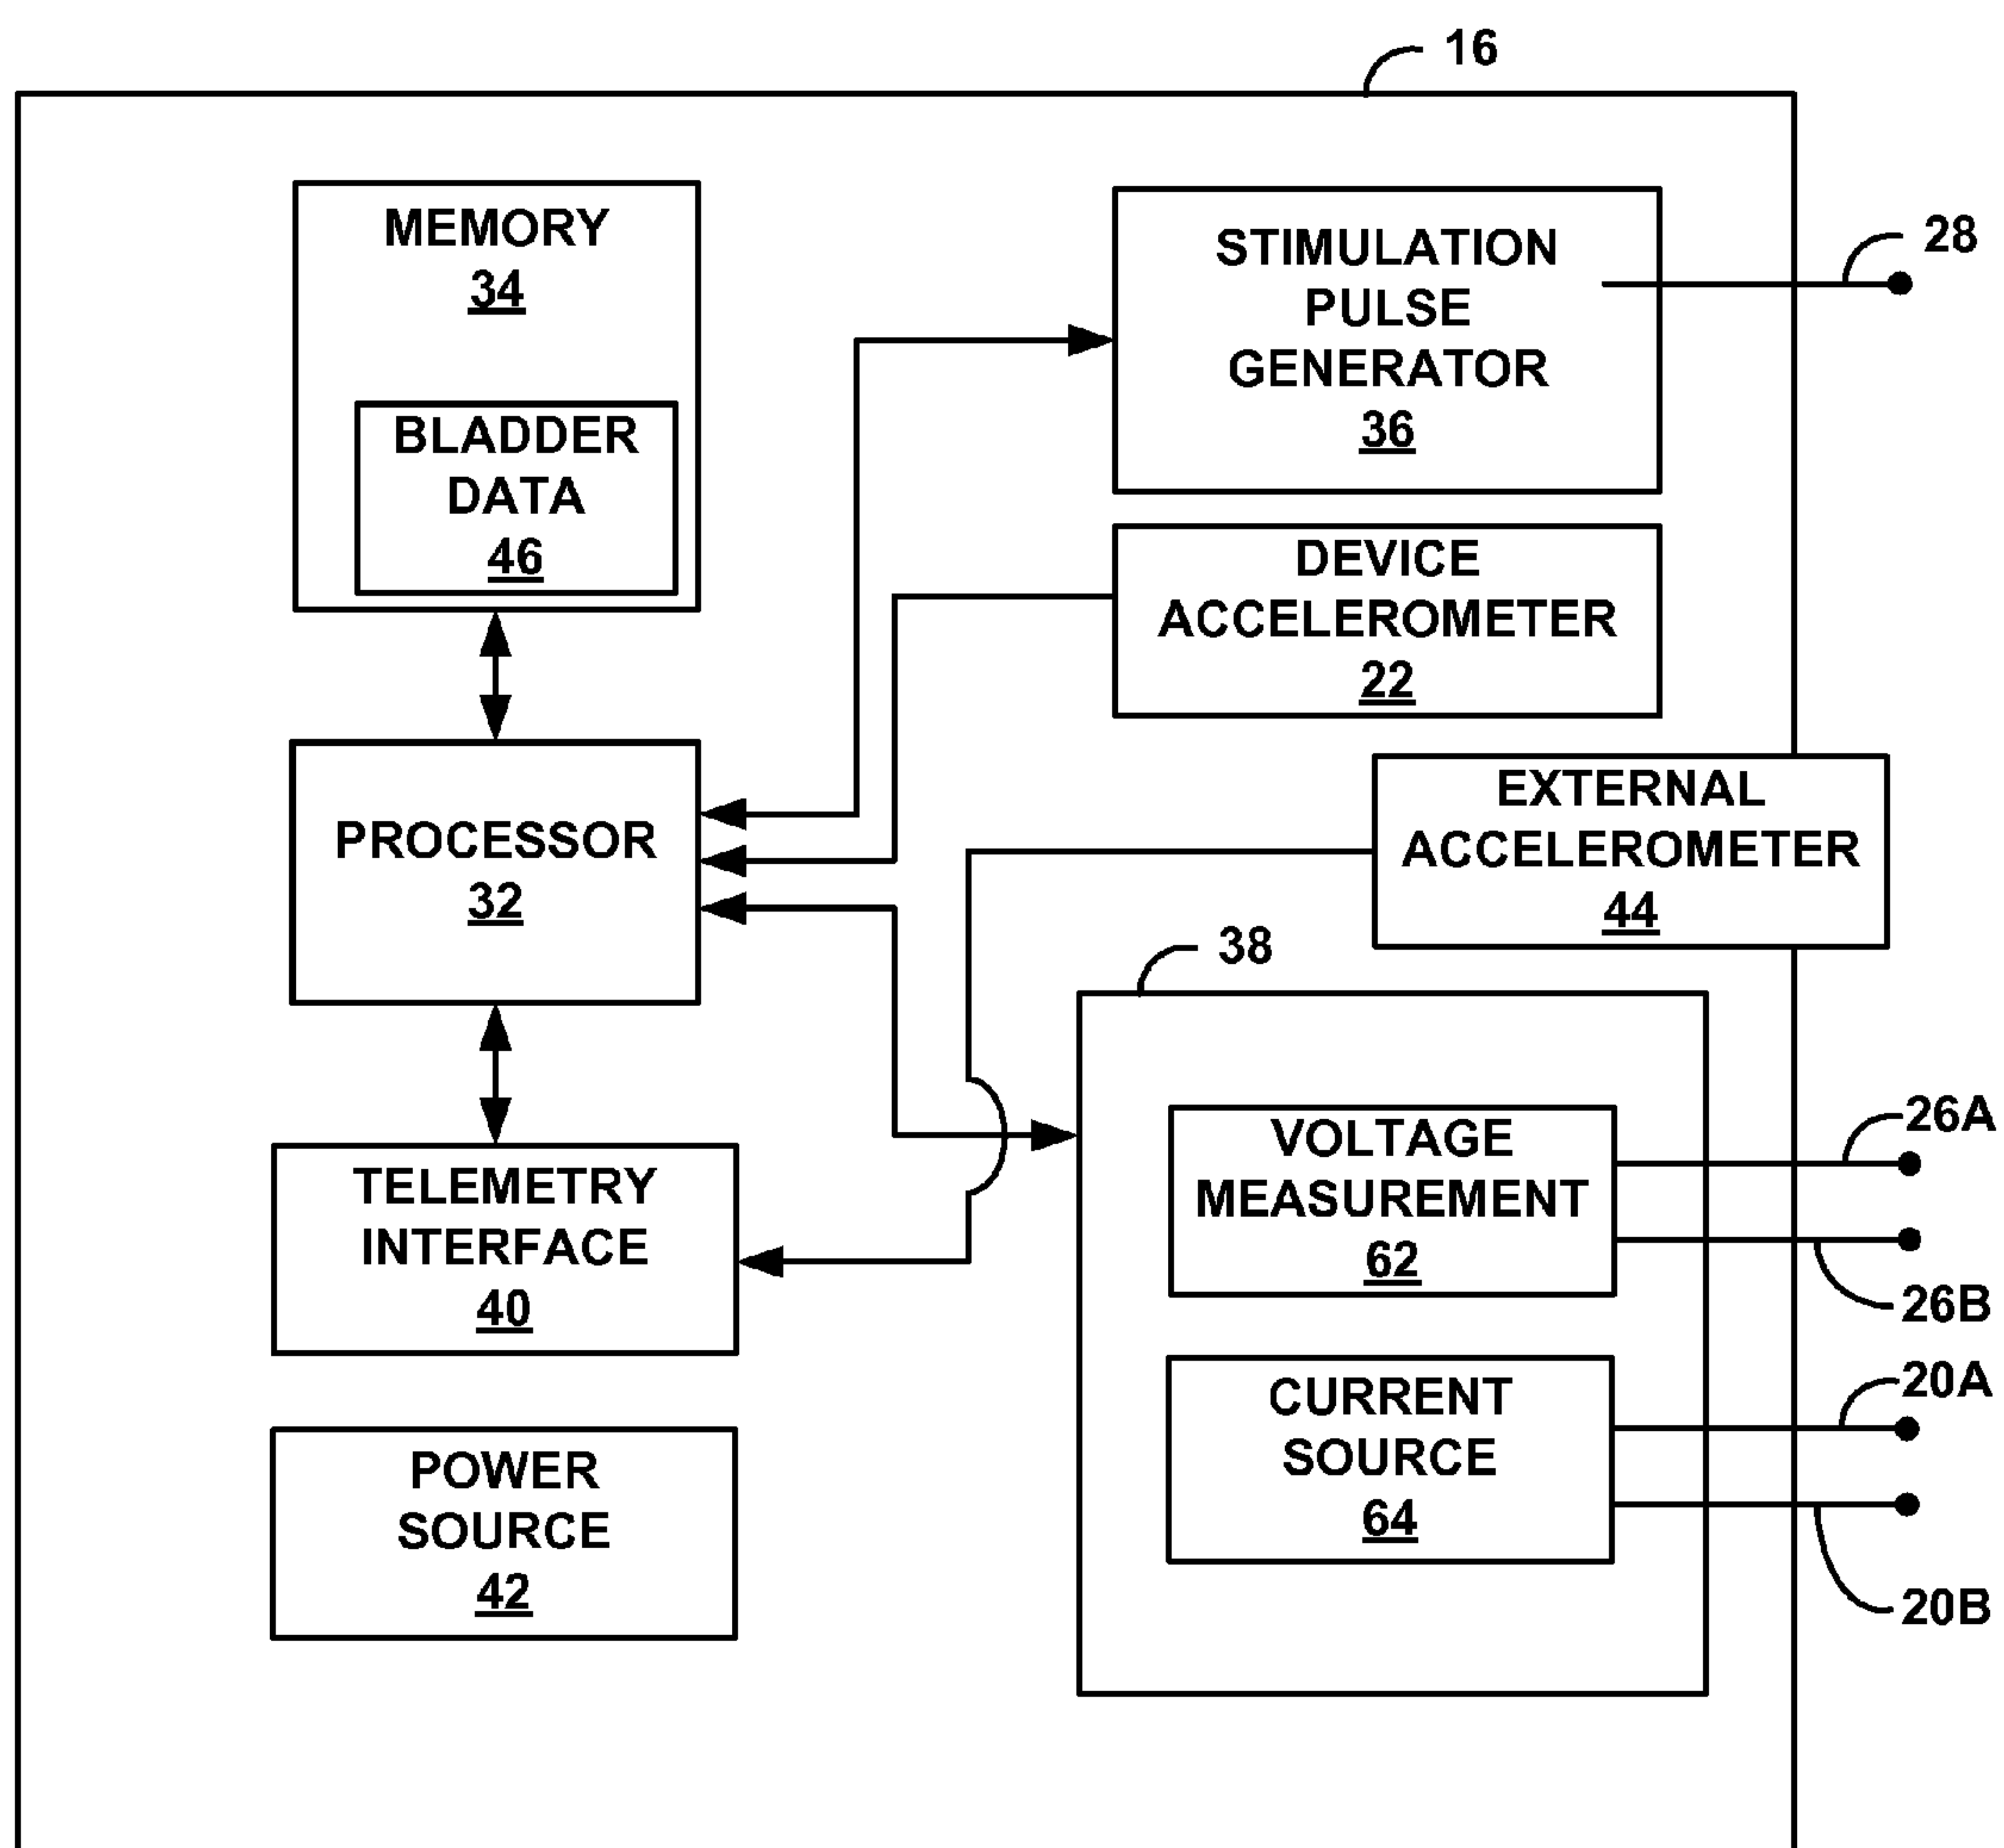 16
MEMORY
34
BLADDER
DATA
46
STIMULATION
PULSE
GENERATOR
36
28
DEVICE
ACCELEROMETER
22
PROCESSOR
32
EXTERNAL
ACCELEROMETER
44
38
VOLTAGE
MEASUREMENT
62
26A
26B
TELEMETRY
INTERFACE
40
CURRENT
SOURCE
64
20A
20B
POWER
SOURCE
42